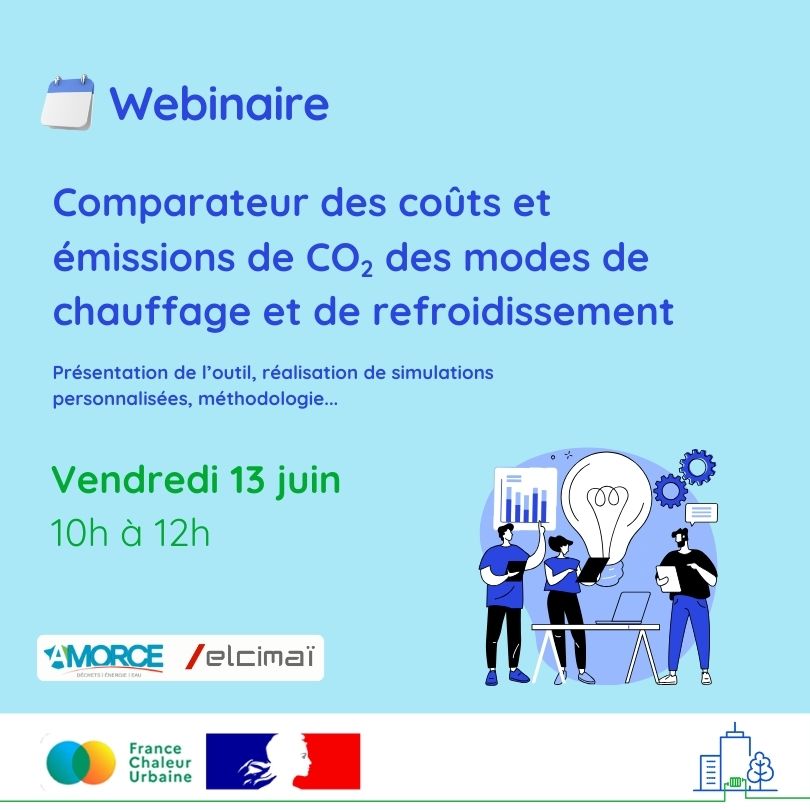 Webinaire
Comparateur des coûts et
émissions de CO₂ des modes de
chauffage et de refroidissement
Présentation de l'outil, réalisation de simulations
personnalisées, méthodologie...
Vendredi 13 juin
10h à 12h
AMORCE
DÉCHETS | ÉNERGIE | EAU
elcimaï
France
Chaleur
Urbaine